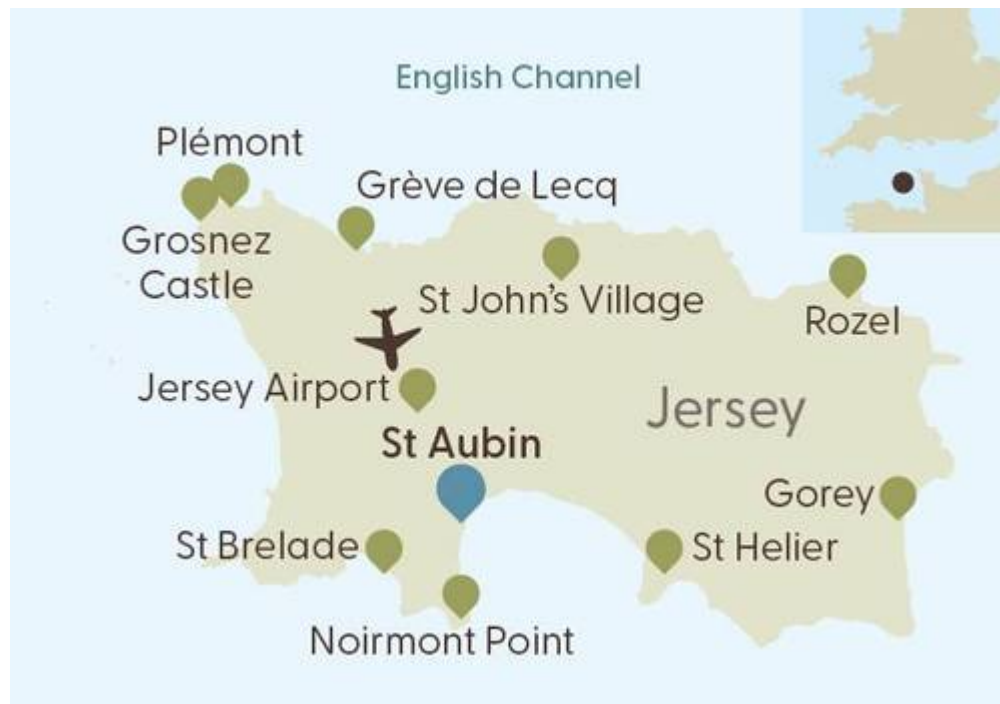 English Channel
Plémont
Grève de Lecq
Grosnez
Castle
St John's Village
Rozel
Jersey Airport
Jersey
St Aubin
Gorey
St Brelade
St Helier
Noirmont Point